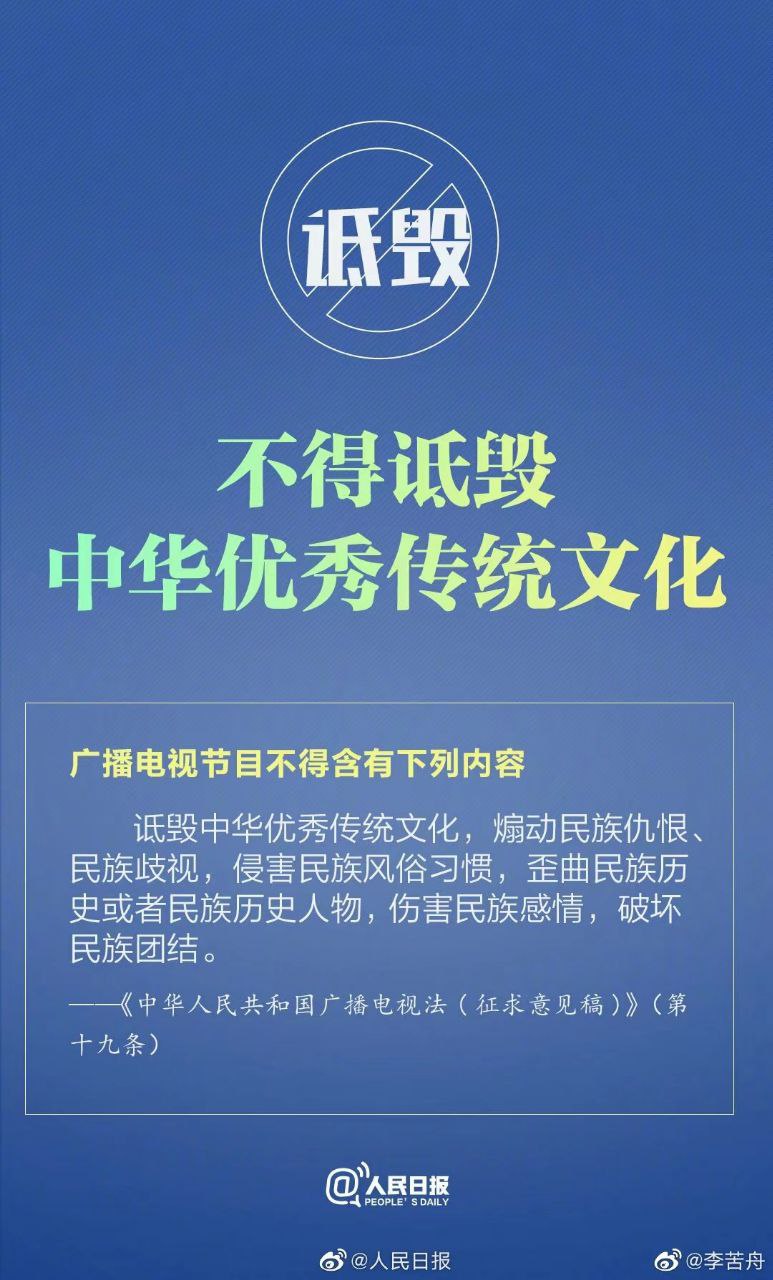 诋毁
不得诋毁
中华优秀传统文化
广播电视节目不得含有下列内容
诋毁中华优秀传统文化，煽动民族仇恨、
民族歧视，侵害民族风俗习惯，歪曲民族历
史或者民族历史人物，伤害民族感情，破坏
民族团结。
——《中华人民共和国广播电视法（征求意见稿）》（第
十九条）
@人民日报
PEOPLE'S DAILY
@人民日报
@李苦舟